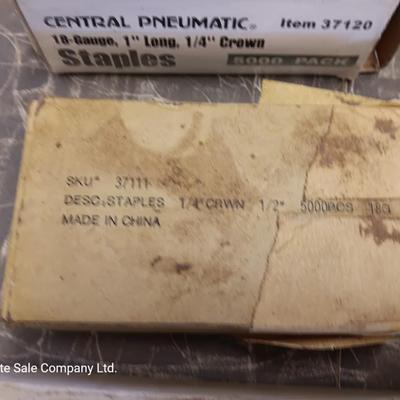 CENTRAL PNEUMATIC® Item 37120
18-Gauge, 1" Long, 1/4" Crown
Staples 5000 PACK
SKU# 37111
DESC:STAPLES 1/4"CRWN 1/2" 5000PCS 18G
MADE IN CHINA
te Sale Company Ltd.